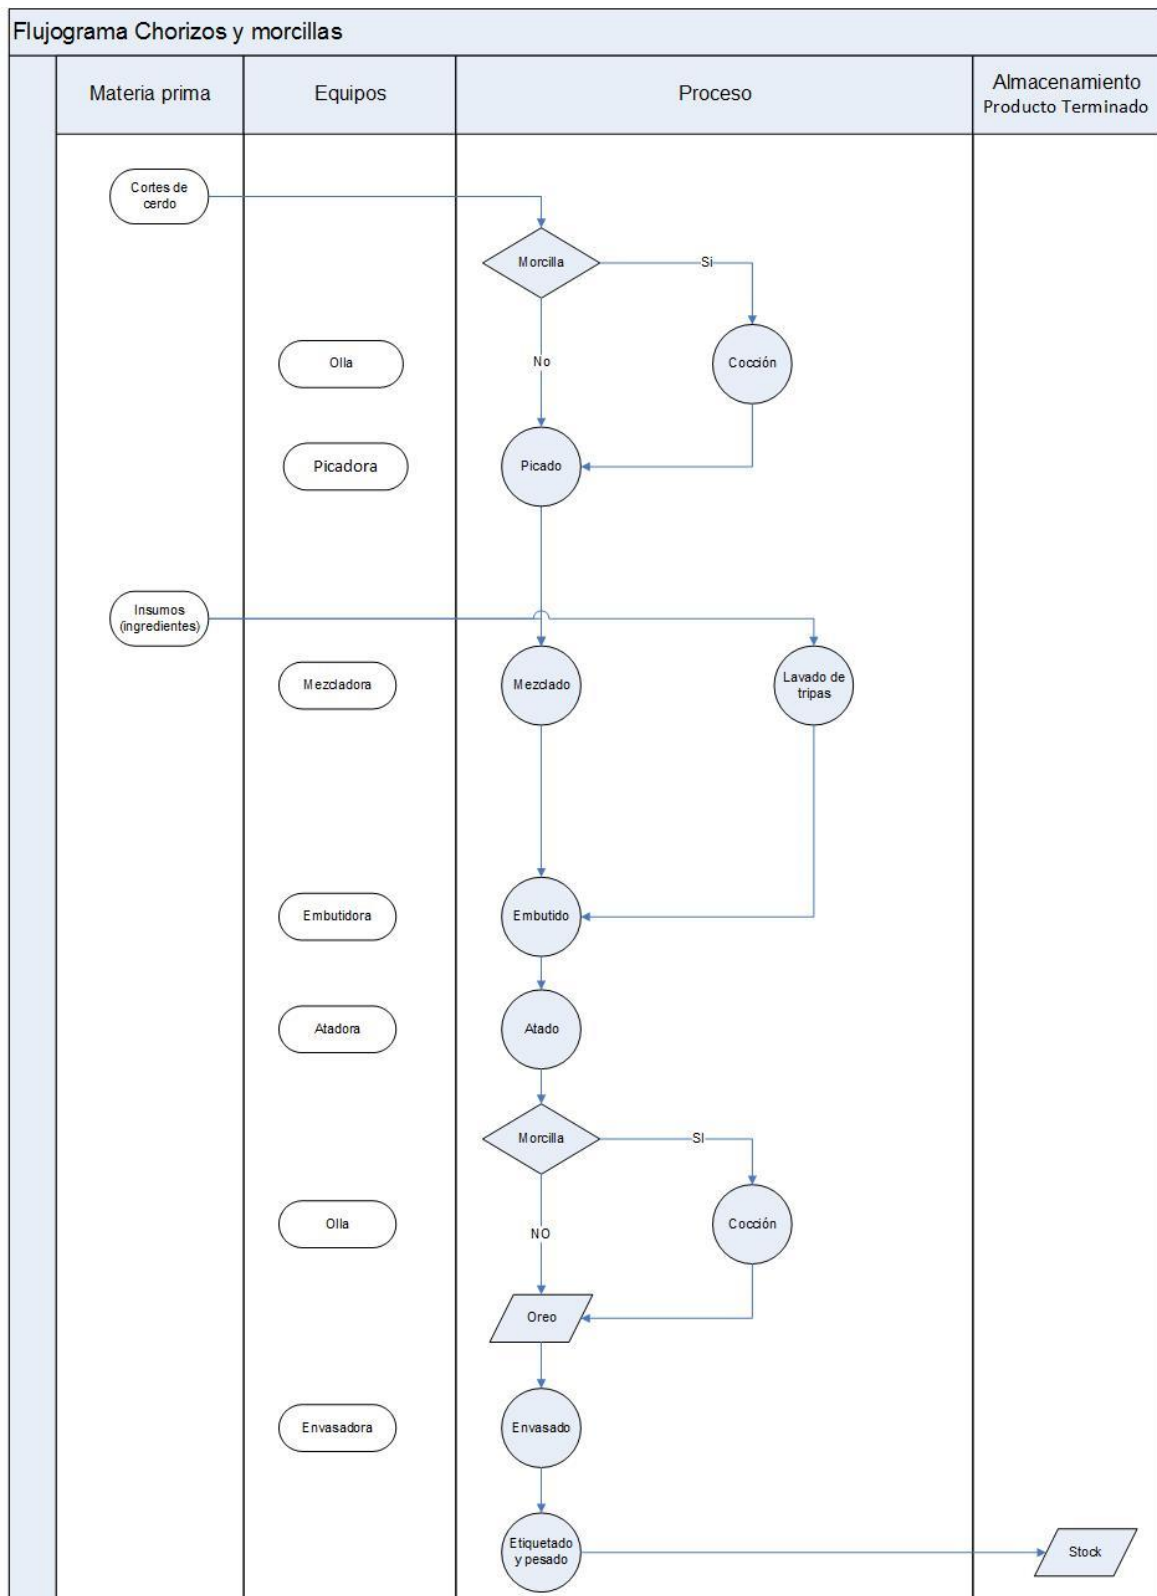 Flujograma Chorizos y morcillas
Materia prima
Equipos
Proceso
Almacenamiento
Producto Terminado
Cortes de
cerdo
Morcilla
Si
No
Olla
Cocción
Picadora
Picado
Insumos
(ingredientes)
Mezcladora
Mezclado
Lavado de
tripas
Embutidora
Embutido
Atadora
Atado
Morcilla
SI
NO
Olla
Cocción
Oreo
Envasadora
Envasado
Etiquetado
y pesado
Stock